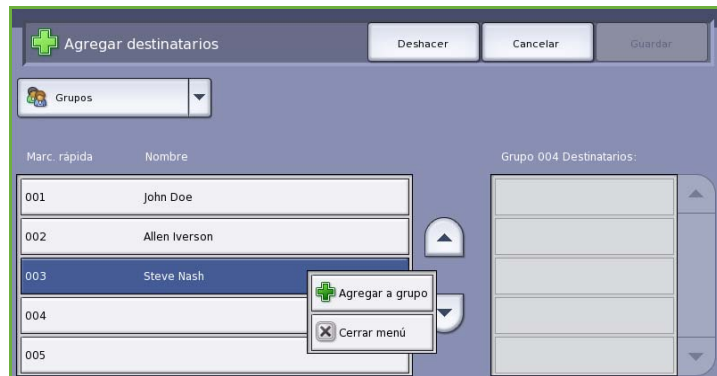 Agregar destinatarios
Deshacer
Cancelar
Guardar
Grupos
Marc. rápida Nombre
Grupo 004 Destinatarios:
001 John Doe
002 Allen Iverson
003 Steve Nash
Agregar a grupo
004
Cerrar menú
005